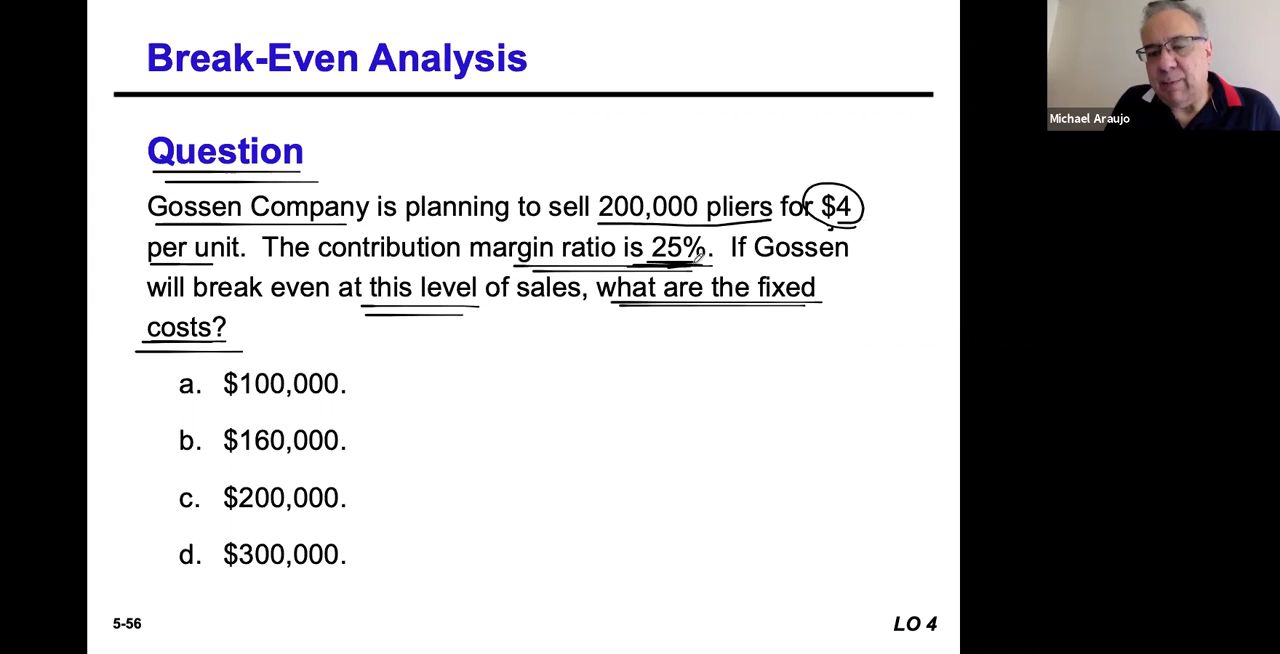 Break-Even Analysis
Michael Araujo
Question
Gossen Company is planning to sell 200,000 pliers for $4
per unit. The contribution margin ratio is 25%. If Gossen
will break even at this level of sales, what are the fixed
costs?
a. $100,000.
b. $160,000.
c. $200,000.
d. $300,000.
5-56
LO 4